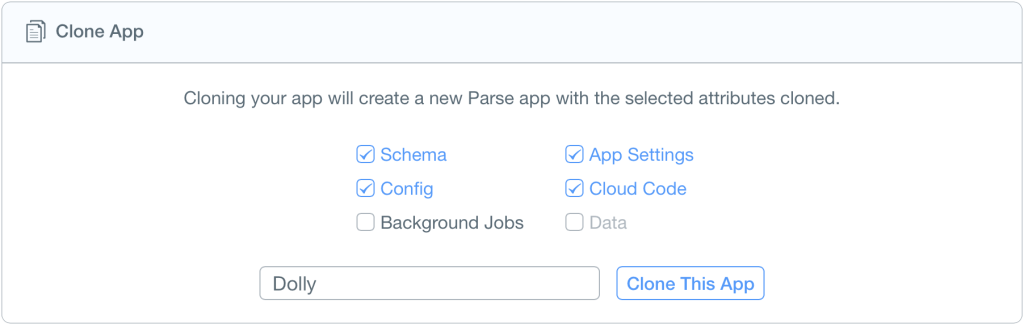 Clone App
Cloning your app will create a new Parse app with the selected attributes cloned.
Schema App Settings
Config Cloud Code
Background Jobs Data
Dolly Clone This App